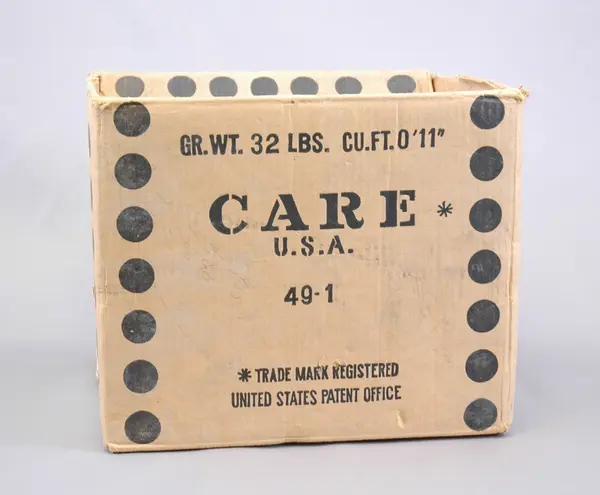 GR.WT. 32 LBS. CU.FT.0'11"
CARE *
U.S.A.
49-1
* TRADE MARK REGISTERED
UNITED STATES PATENT OFFICE